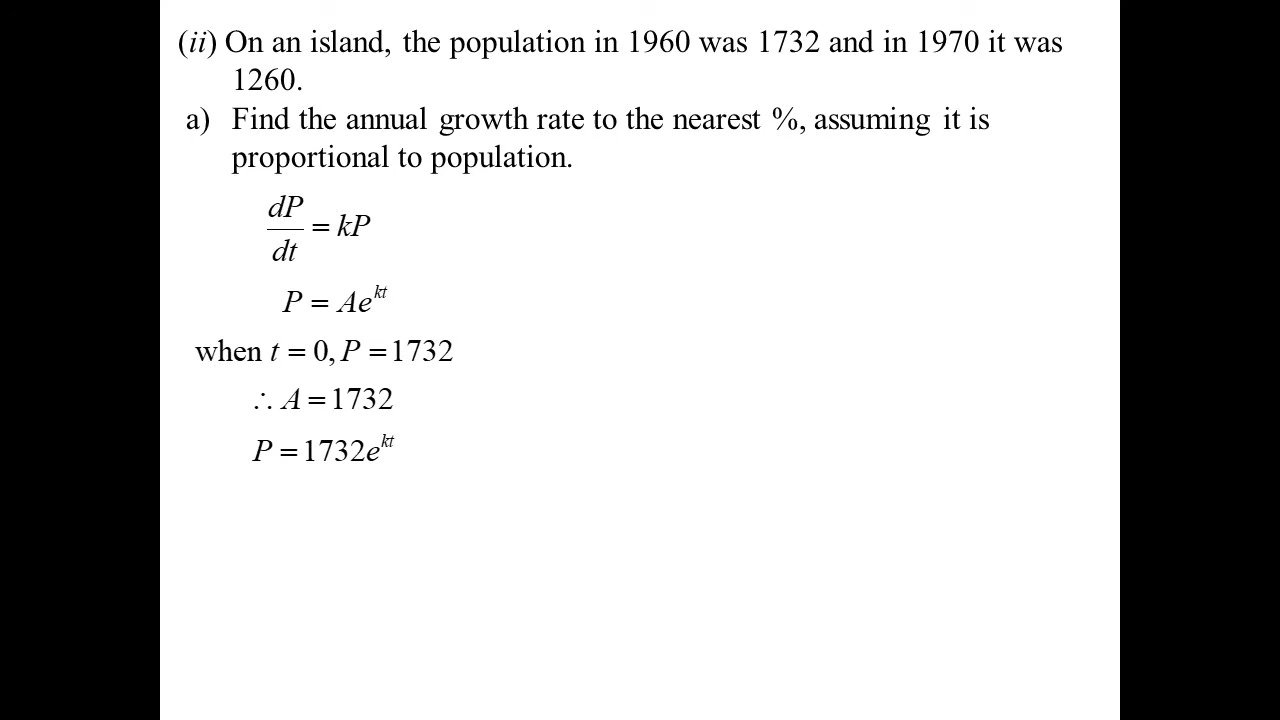 (ii) On an island, the population in 1960 was 1732 and in 1970 it was
1260.
a) Find the annual growth rate to the nearest %, assuming it is
proportional to population.
dP/dt = kP
P = Ae^{kt}
when t = 0, P = 1732
∴ A = 1732
P = 1732e^{kt}